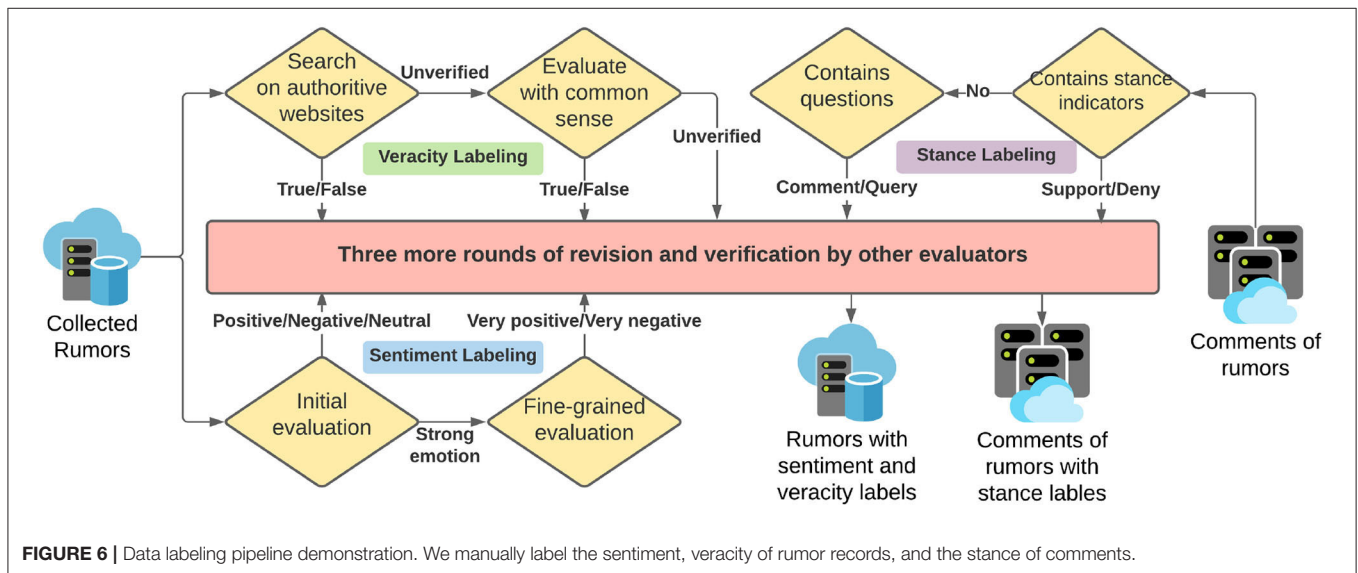 Search
on authoritive
websites
Unverified
Evaluate
with common
sense
Unverified
Veracity Labeling
True/False
True/False
Contains
questions
No
Contains stance
indicators
Stance Labeling
Comment/Query
Support/Deny
Three more rounds of revision and verification by other evaluators
Collected
Rumors
Comments of
rumors
Positive/Negative/Neutral
Very positive/Very negative
Sentiment Labeling
Initial
evaluation
Strong
emotion
Fine-grained
evaluation
Rumors with
sentiment and
veracity labels
Comments of
rumors with
stance lables
FIGURE 6 | Data labeling pipeline demonstration. We manually label the sentiment, veracity of rumor records, and the stance of comments.